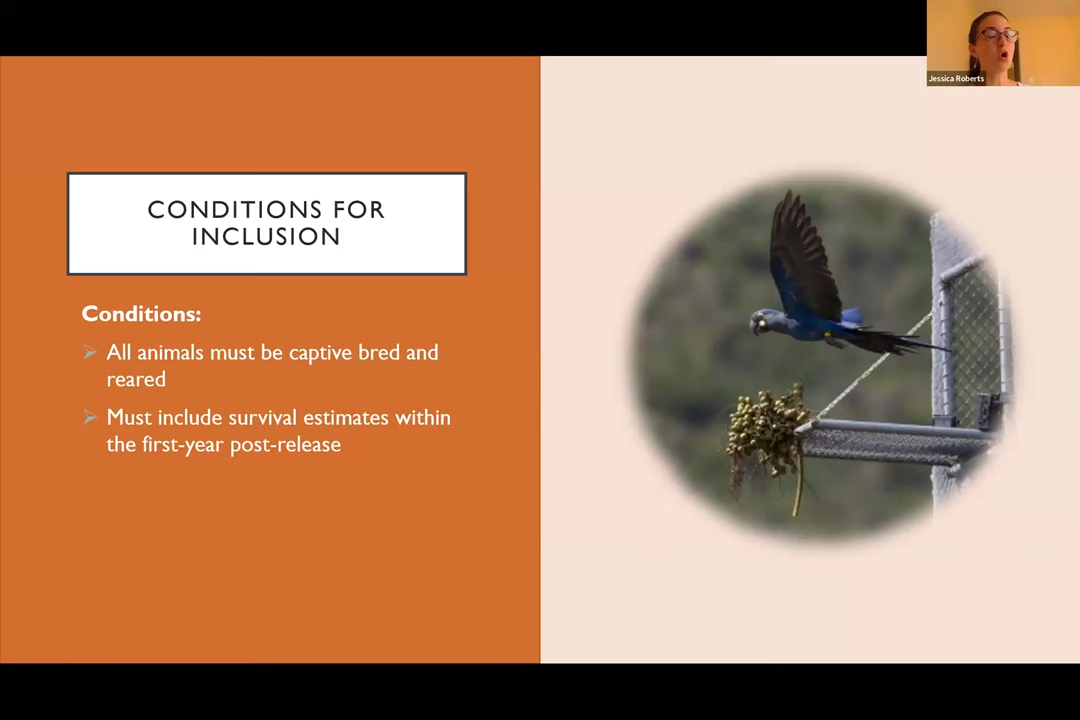 Jessica Roberts
CONDITIONS FOR
INCLUSION
Conditions:
All animals must be captive bred and
reared
Must include survival estimates within
the first-year post-release